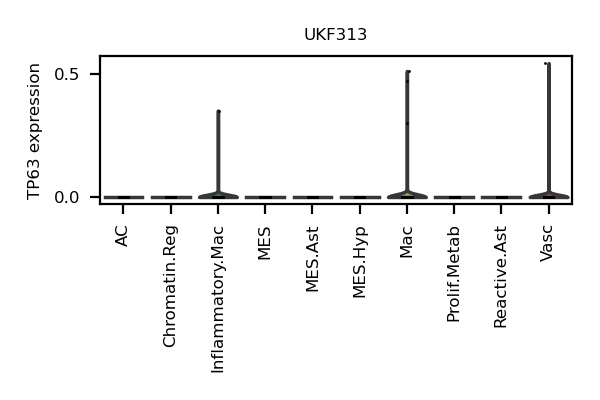 UKF313
TP63 expression
0.5
0.0
AC
Chromatin.Reg
Inflammatory.Mac
MES
MES.Ast
MES.Hyp
Mac
Prolif.Metab
Reactive.Ast
Vasc